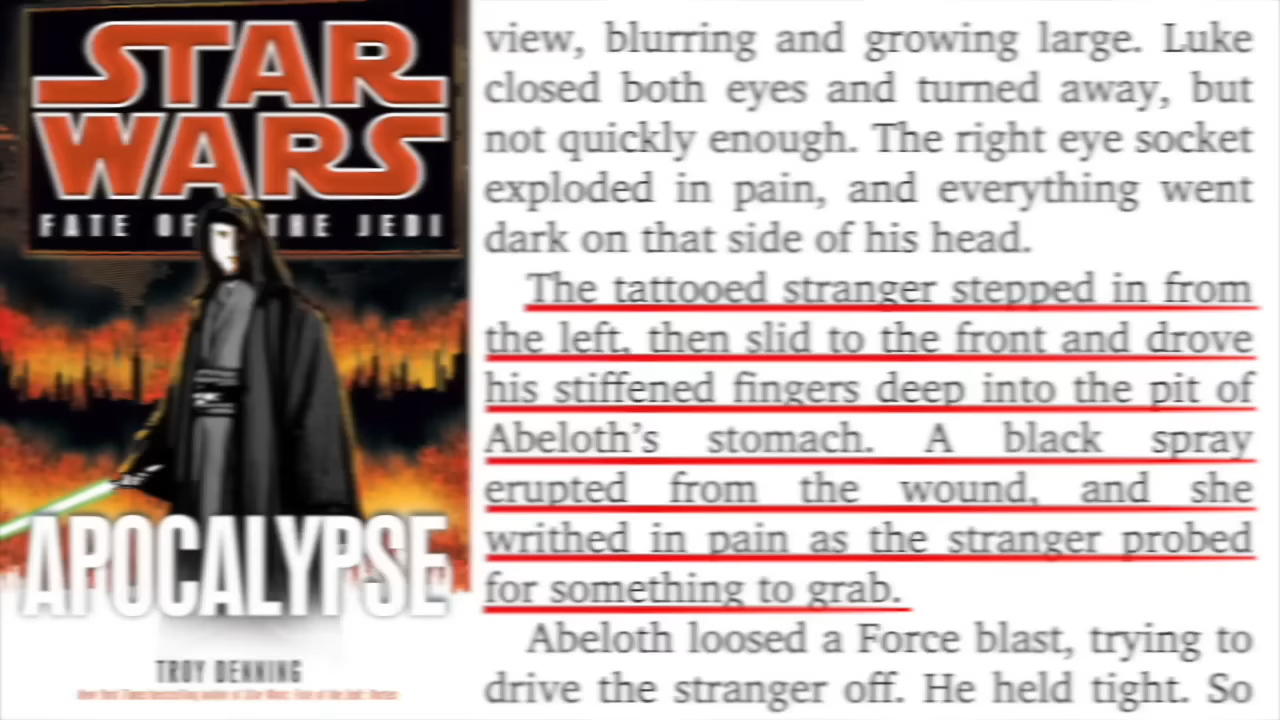 STAR
WARS
FATE OF THE JEDI
APOCALYPSE
TROY DENNING
view, blurring and growing large. Luke
closed both eyes and turned away, but
not quickly enough. The right eye socket
exploded in pain, and everything went
dark on that side of his head.
The tattooed stranger stepped in from
the left, then slid to the front and drove
his stiffened fingers deep into the pit of
Abeloth's stomach. A black spray
erupted from the wound, and she
writhed in pain as the stranger probed
for something to grab.
Abeloth loosed a Force blast, trying to
drive the stranger off. He held tight. So